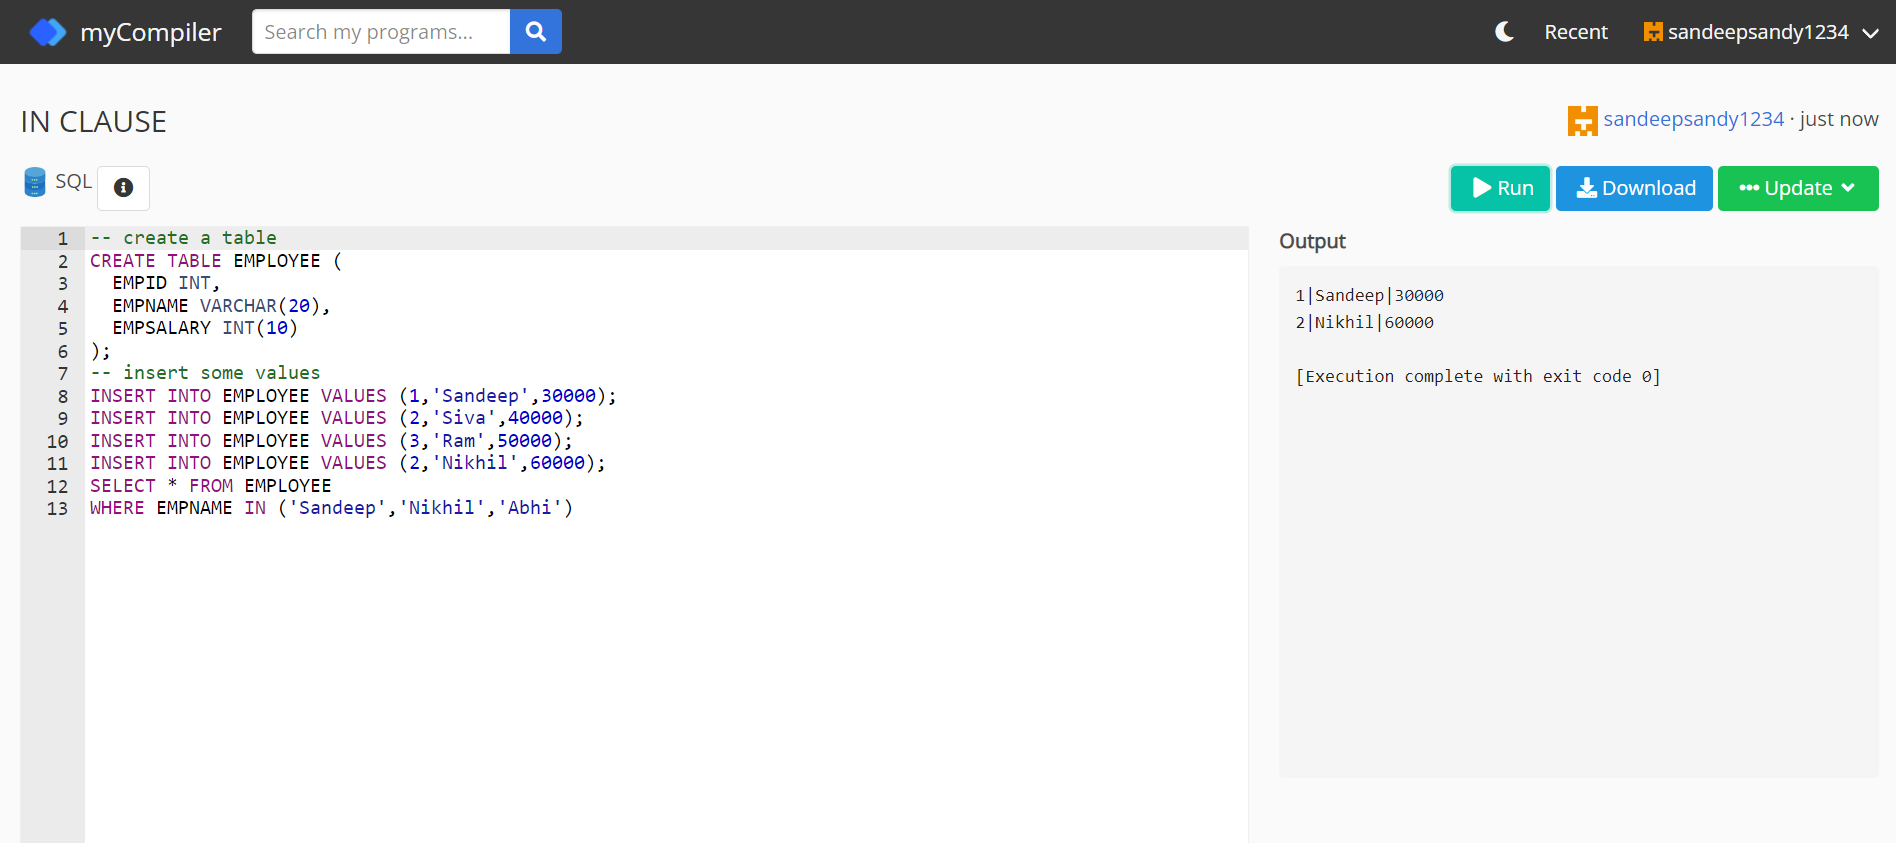 myCompiler
Search my programs...
Recent
sandeepsandy1234
IN CLAUSE
sandeepsandy1234 · just now
SQL
Run
Download
Update
1 -- create a table
2 CREATE TABLE EMPLOYEE (
3   EMPID INT,
4   EMPNAME VARCHAR(20),
5   EMPSALARY INT(10)
6 );
7 -- insert some values
8 INSERT INTO EMPLOYEE VALUES (1,'Sandeep',30000);
9 INSERT INTO EMPLOYEE VALUES (2,'Siva',40000);
10 INSERT INTO EMPLOYEE VALUES (3,'Ram',50000);
11 INSERT INTO EMPLOYEE VALUES (2,'Nikhil',60000);
12 SELECT * FROM EMPLOYEE
13 WHERE EMPNAME IN ('Sandeep','Nikhil','Abhi')
Output
1|Sandeep|30000
2|Nikhil|60000
[Execution complete with exit code 0]